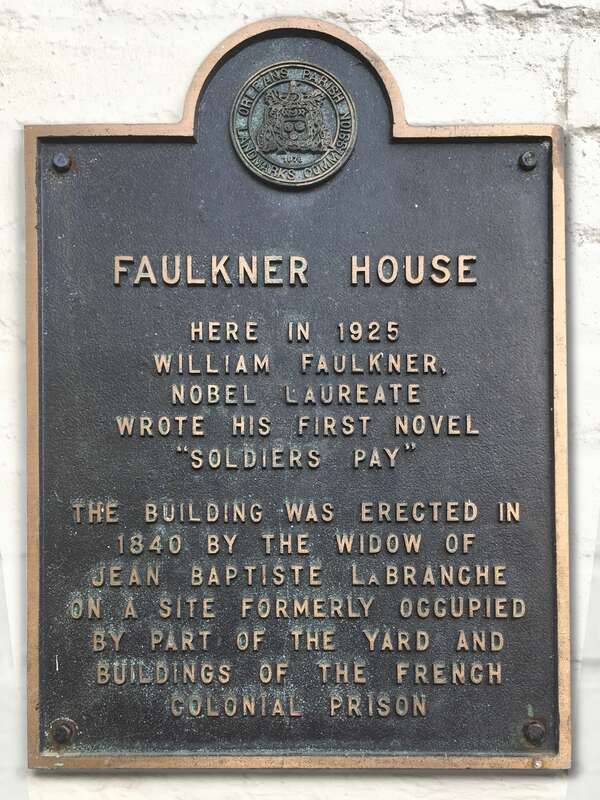 ORLEANS PARISH
LANDMARKS COMMISSION
FAULKNER HOUSE
HERE IN 1925
WILLIAM FAULKNER,
NOBEL LAUREATE
WROTE HIS FIRST NOVEL
"SOLDIERS PAY"
THE BUILDING WAS ERECTED IN
1840 BY THE WIDOW OF
JEAN BAPTISTE LABRANCHE
ON A SITE FORMERLY OCCUPIED
BY PART OF THE YARD AND
BUILDINGS OF THE FRENCH
COLONIAL PRISON